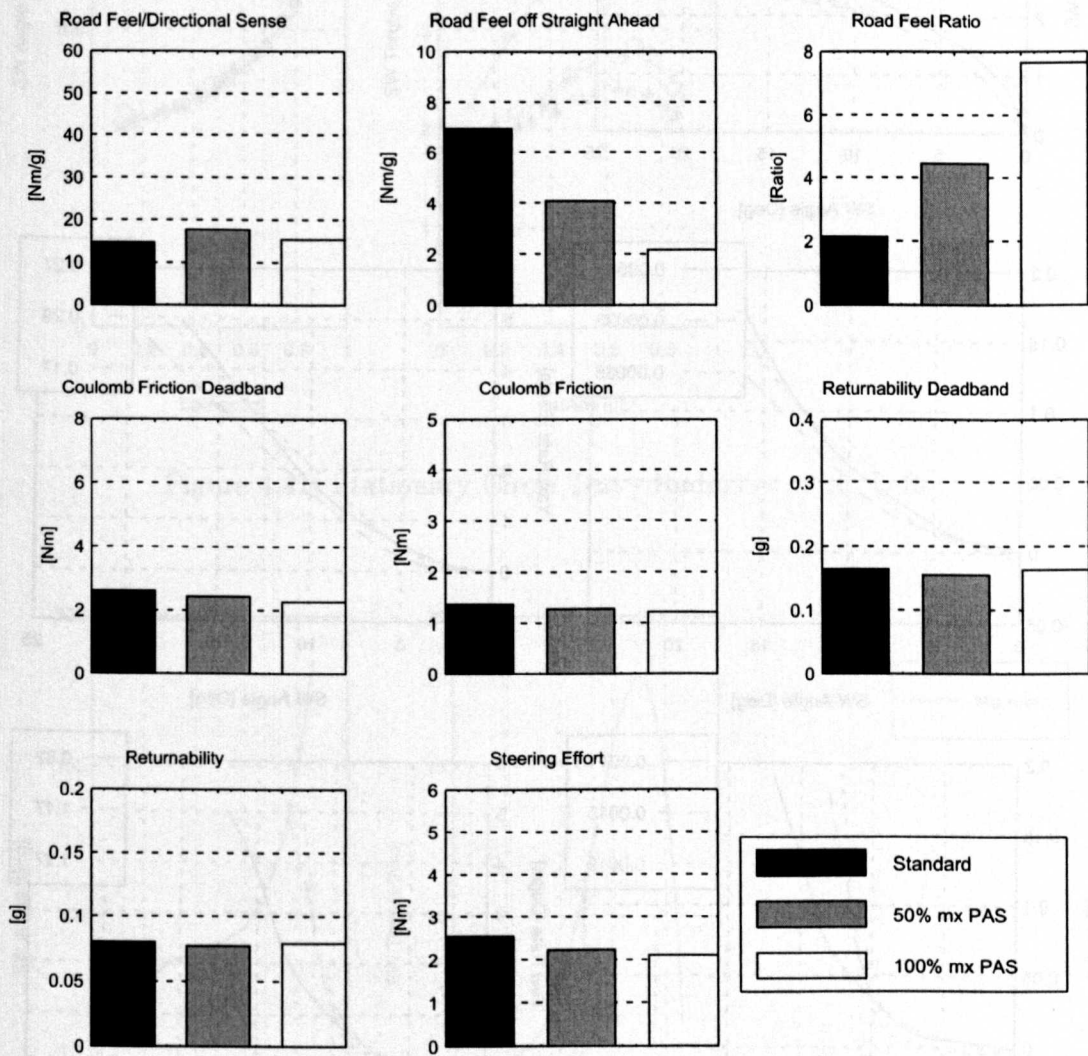 Road Feel/Directional Sense
60
50
40
30
20
10
0
[Nm/g]
Road Feel off Straight Ahead
10
8
6
4
2
0
[Nm/g]
Road Feel Ratio
8
6
4
2
0
[Ratio]
Coulomb Friction Deadband
8
6
4
2
0
[Nm]
Coulomb Friction
5
4
3
2
1
0
[Nm]
Returnability Deadband
0.4
0.3
0.2
0.1
0
[g]
Returnability
0.2
0.15
0.1
0.05
0
[g]
Steering Effort
6
5
4
3
2
1
0
[Nm]
Standard
50% mx PAS
100% mx PAS